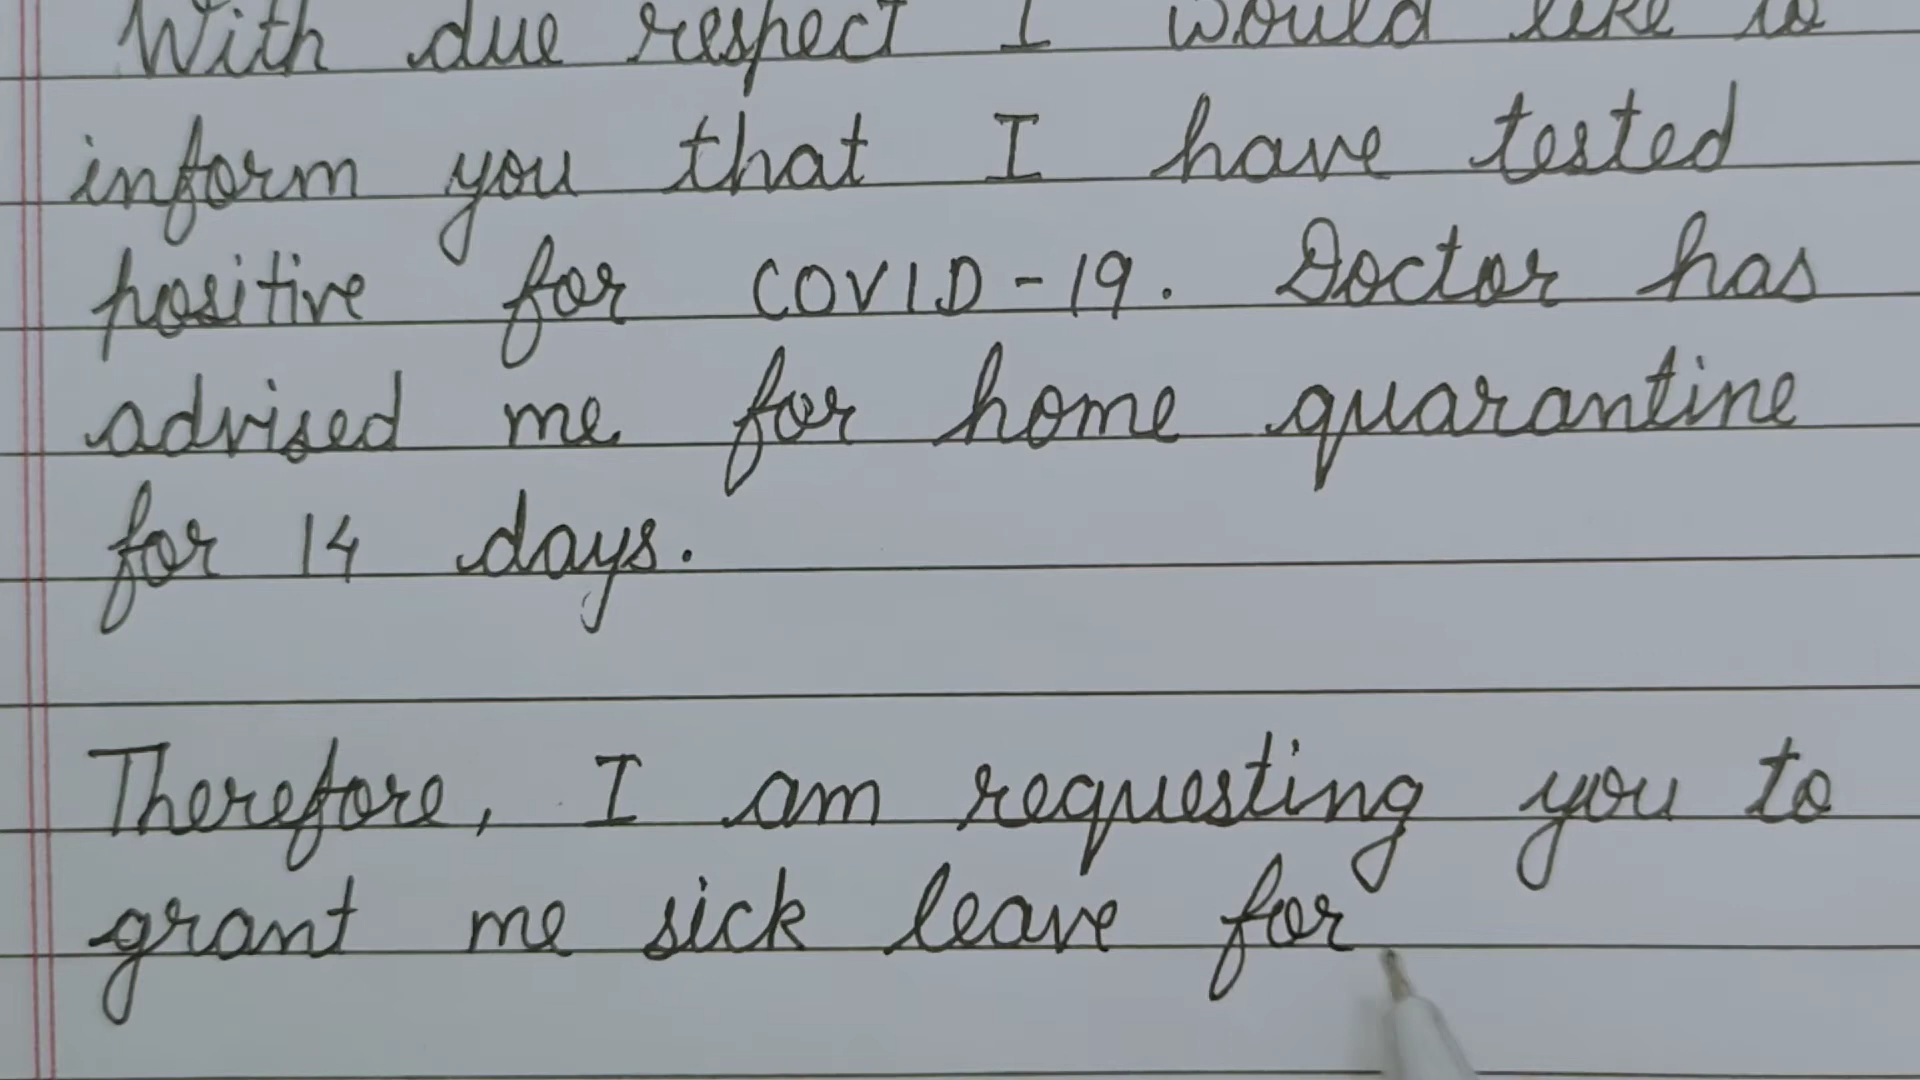 With due respect I would like to
inform you that I have tested
positive for COVID-19. Doctor has
advised me for home quarantine
for 14 days.
Therefore, I am requesting you to
grant me sick leave for